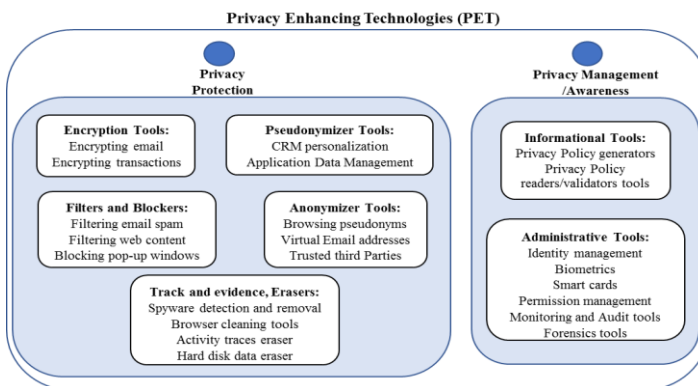 Privacy Enhancing Technologies (PET)
Privacy
Protection
Encryption Tools:
Encrypting email
Encrypting transactions
Pseudonymizer Tools:
CRM personalization
Application Data Management
Filters and Blockers:
Filtering email spam
Filtering web content
Blocking pop-up windows
Anonymizer Tools:
Browsing pseudonyms
Virtual Email addresses
Trusted third Parties
Track and evidence, Erasers:
Spyware detection and removal
Browser cleaning tools
Activity traces eraser
Hard disk data eraser
Privacy Management
/Awareness
Informational Tools:
Privacy Policy generators
Privacy Policy
readers/validators tools
Administrative Tools:
Identity management
Biometrics
Smart cards
Permission management
Monitoring and Audit tools
Forensics tools